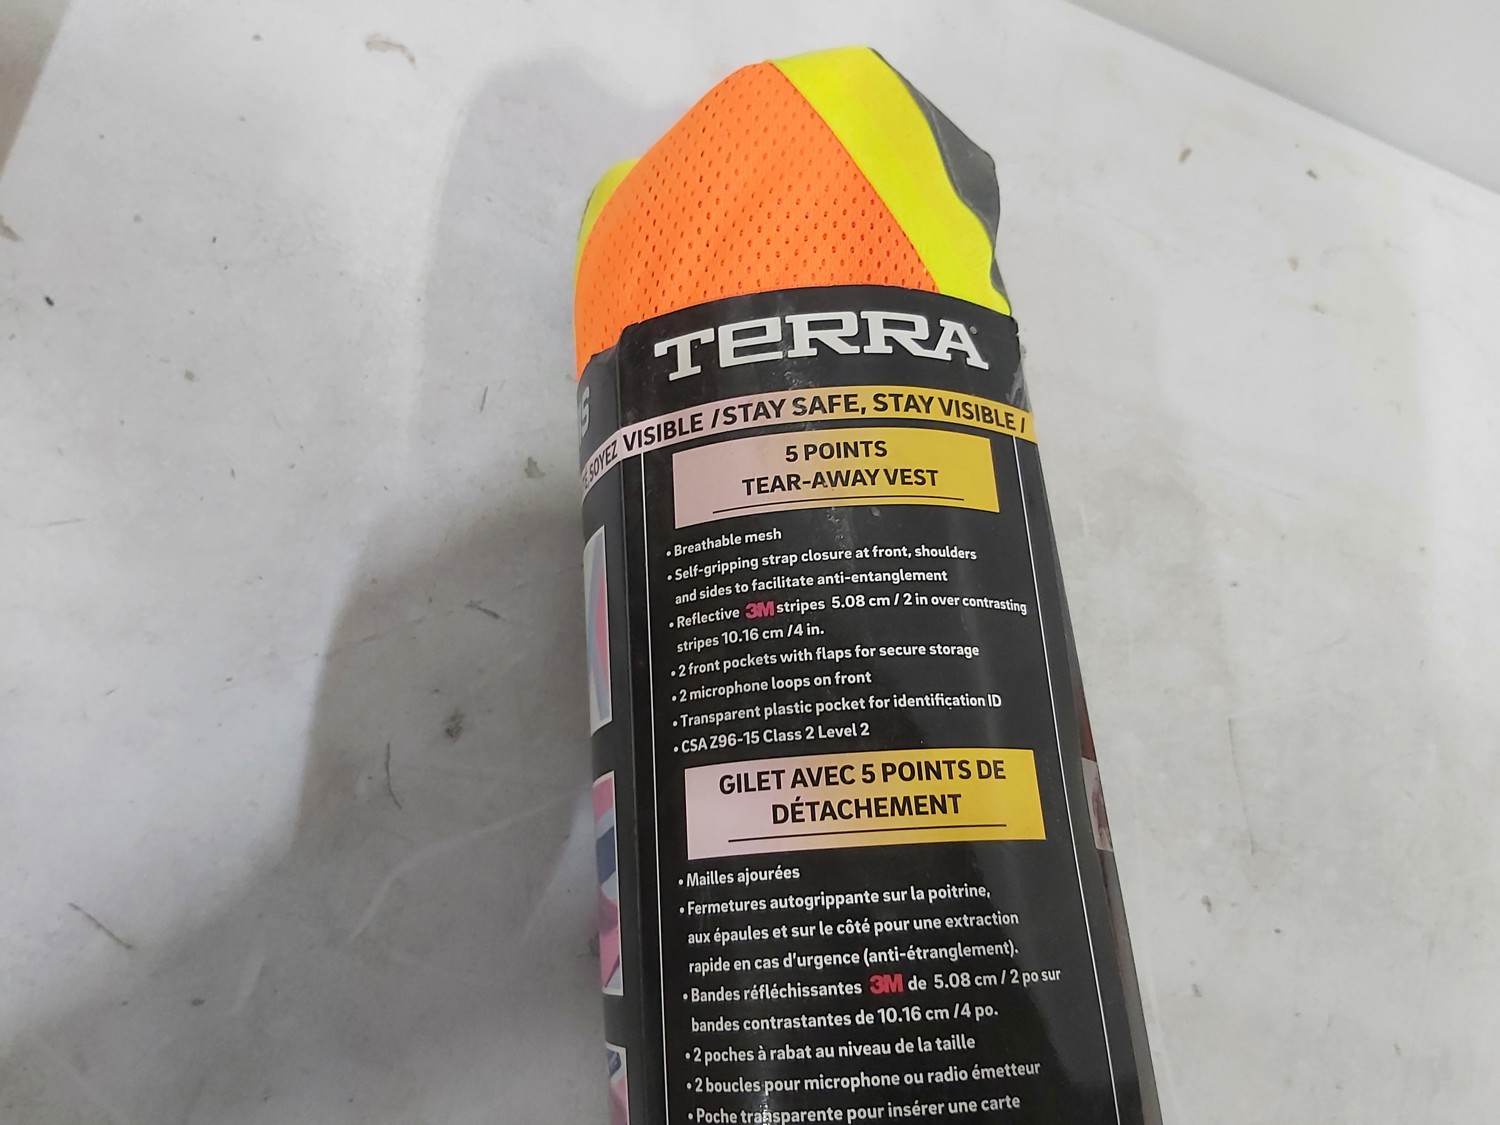 TERRA
SOYEZ VISIBLE / STAY SAFE, STAY VISIBLE /
5 POINTS
TEAR-AWAY VEST
• Breathable mesh
• Self-gripping strap closure at front, shoulders
and sides to facilitate anti-entanglement
• Reflective 3M stripes 5.08 cm / 2 in over contrasting
stripes 10.16 cm /4 in.
• 2 front pockets with flaps for secure storage
• 2 microphone loops on front
• Transparent plastic pocket for identification ID
• CSA Z96-15 Class 2 Level 2
GILET AVEC 5 POINTS DE
DÉTACHEMENT
• Mailles ajourées
• Fermetures autogrippante sur la poitrine,
aux épaules et sur le côté pour une extraction
rapide en cas d'urgence (anti-étranglement).
• Bandes réfléchissantes 3M de 5.08 cm / 2 po sur
bandes contrastantes de 10.16 cm /4 po.
• 2 poches à rabat au niveau de la taille
• 2 boucles pour microphone ou radio émetteur
• Poche transparente pour insérer une carte